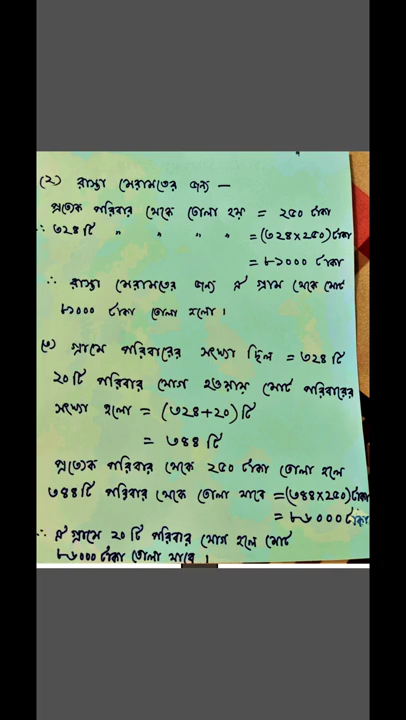 (২) রাস্তা মেরামতের জন্য —
প্রত্যেক পরিবার থেকে তোলা হয় = ২৫০ টাকা
∴ ৩২৪ টি " " " " = (৩২৪×২৫০) টাকা
= ৮১০০০ টাকা
∴ রাস্তা মেরামতের জন্য ঐ গ্রাম থেকে মোট
৮১০০০ টাকা তোলা হলো।
(৩) গ্রামে পরিবারের সংখ্যা ছিল = ৩২৪ টি
২০ টি পরিবার যোগ হওয়ায় মোট পরিবারের
সংখ্যা হলো = (৩২৪+২০) টি
= ৩৪৪ টি
প্রত্যেক পরিবার থেকে ২৫০ টাকা তোলা হলে
৩৪৪ টি পরিবার থেকে তোলা যাবে = (৩৪৪×২৫০) টাকা
= ৮৬০০০ টাকা
∴ ঐ গ্রামে ২০ টি পরিবার যোগ হলে মোট
৮৬০০০ টাকা তোলা যাবে।